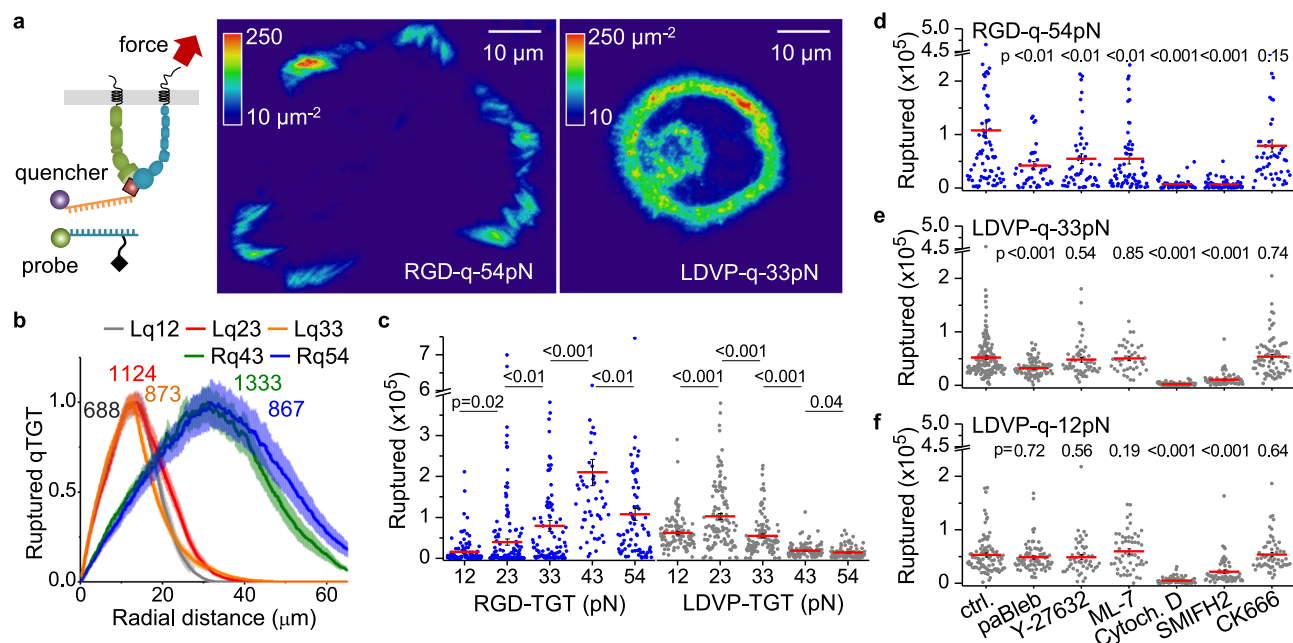 a
force
quencher
probe
250
10 µm⁻²
10 µm
RGD-q-54pN
250 µm⁻²
10 µm⁻²
10 µm
LDVP-q-33pN
b
Lq12 Lq23 Lq33
Rq43 Rq54
1124
1333
873
688
867
Ruptured qTGT
1.0
0.5
0.0
0 20 40 60
Radial distance (µm)
c
Ruptured (x10⁵)
7
6
3
2
1
0
p=0.02
<0.01
<0.001
<0.01
<0.001
<0.001
<0.001
0.04
12 23 33 43 54 12 23 33 43 54
RGD-TGT (pN) LDVP-TGT (pN)
d
RGD-q-54pN
Ruptured (x10⁵)
5.0
4.5
2
1
0
p <0.01 <0.01 <0.01 <0.001 <0.001 0.15
e
LDVP-q-33pN
Ruptured (x10⁵)
5.0
4.5
2
1
0
p<0.001 0.54 0.85 <0.001 <0.001 0.74
f
LDVP-q-12pN
Ruptured (x10⁵)
5.0
4.5
2
1
0
p=0.72 0.56 0.19 <0.001 <0.001 0.64
ctrl. paBleb Y-27632 ML-7 Cytoch. D SMIFH2 CK666